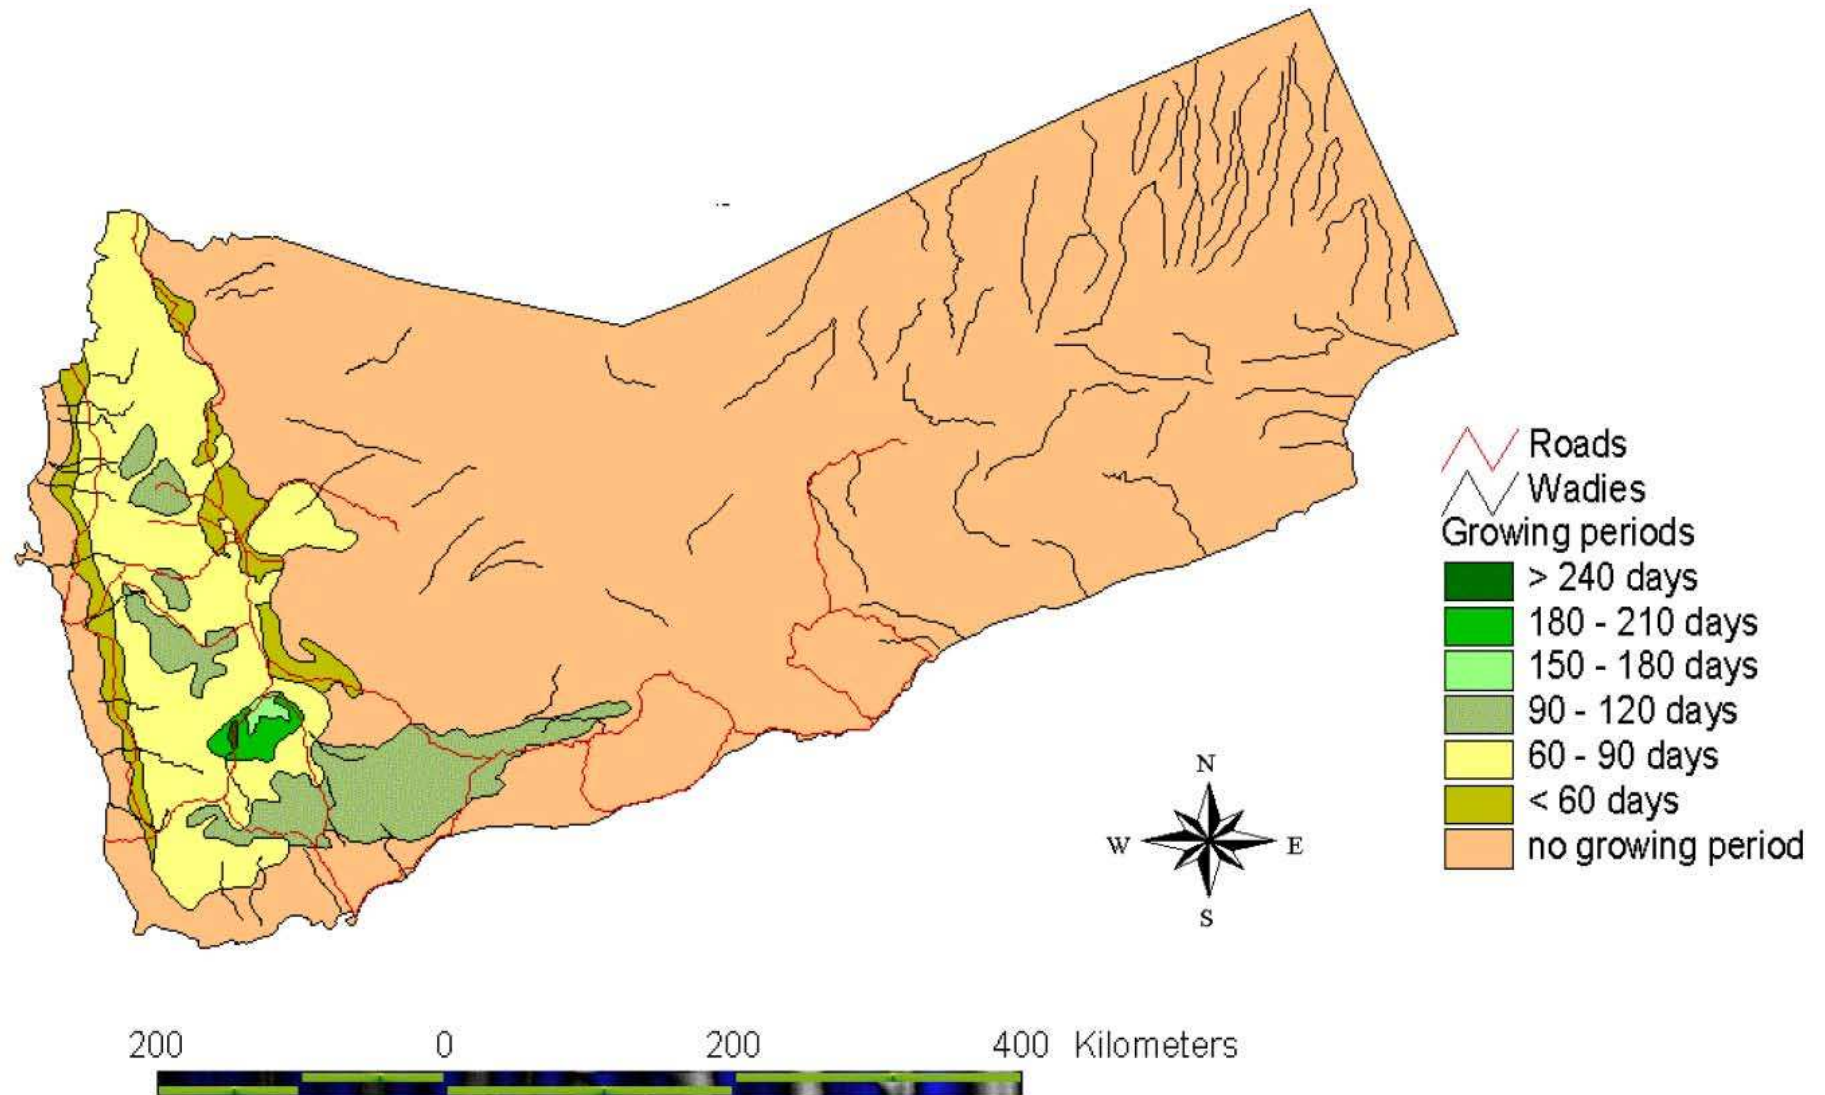 Roads
Wadies
Growing periods
> 240 days
180 - 210 days
150 - 180 days
90 - 120 days
60 - 90 days
< 60 days
no growing period
N
W E
S
200 0 200 400 Kilometers